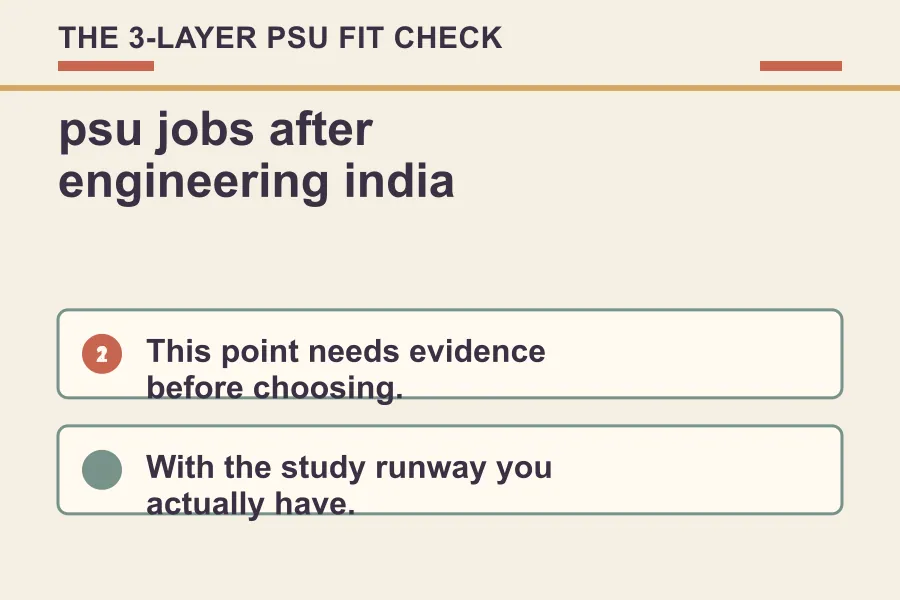 THE 3-LAYER PSU FIT CHECK
psu jobs after
engineering india
2
This point needs evidence
before choosing.
With the study runway you
actually have.